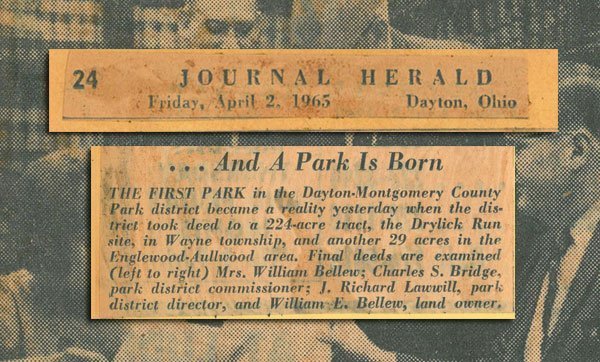 24 JOURNAL HERALD
Friday, April 2, 1965 Dayton, Ohio
. . . And A Park Is Born
THE FIRST PARK in the Dayton-Montgomery County
Park district became a reality yesterday when the dis-
trict took deed to a 224-acre tract, the Drylick Run
site, in Wayne township, and another 29 acres in the
Englewood-Aullwood area. Final deeds are examined
(left to right) Mrs. William Bellew; Charles S. Bridge,
park district commissioner; J. Richard Lawwill, park
district director, and William E. Bellew, land owner.